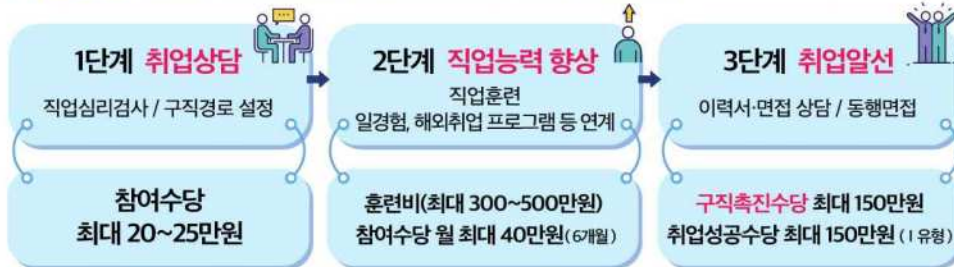 1단계 취업상담
직업심리검사 / 구직경로 설정
참여수당
최대 20~25만원
2단계 직업능력 향상
직업훈련
일경험, 해외취업 프로그램 등 연계
훈련비(최대 300~500만원)
참여수당 월 최대 40만원(6개월)
3단계 취업알선
이력서·면접 상담 / 동행면접
구직촉진수당 최대 150만원
취업성공수당 최대 150만원 (Ⅰ유형)